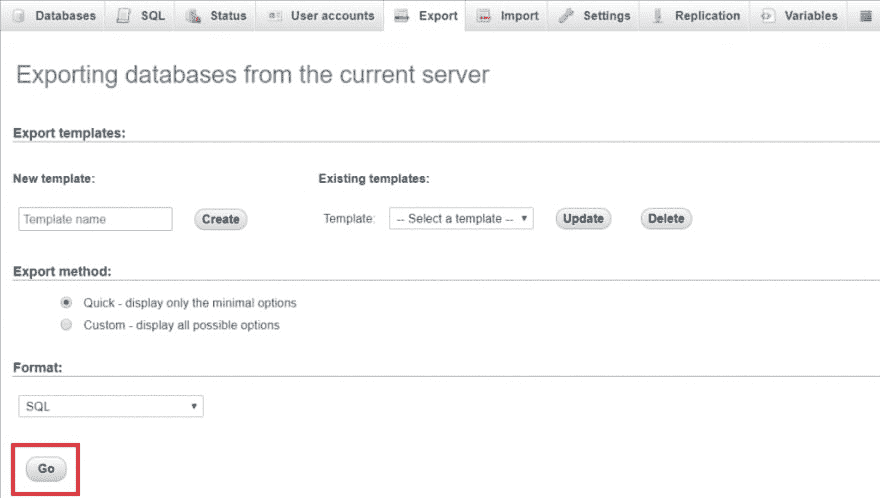 Databases SQL Status User accounts Export Import Settings Replication Variables
Exporting databases from the current server
Export templates:
New template: Existing templates:
Template name Create Template: -- Select a template -- Update Delete
Export method:
Quick - display only the minimal options
Custom - display all possible options
Format:
SQL
Go